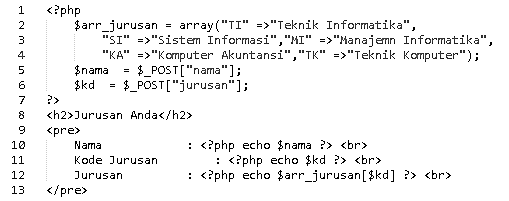 1 <?php
2 $arr_jurusan = array("TI" =>"Teknik Informatika",
3 "SI" =>"Sistem Informasi","MI" =>"Manajemn Informatika",
4 "KA" =>"Komputer Akuntansi","TK" =>"Teknik Komputer");
5 $nama = $_POST["nama"];
6 $kd = $_POST["jurusan"];
7 ?>
8 <h2>Jurusan Anda</h2>
9 <pre>
10 Nama : <?php echo $nama ?> <br>
11 Kode Jurusan : <?php echo $kd ?> <br>
12 Jurusan : <?php echo $arr_jurusan[$kd] ?> <br>
13 </pre>